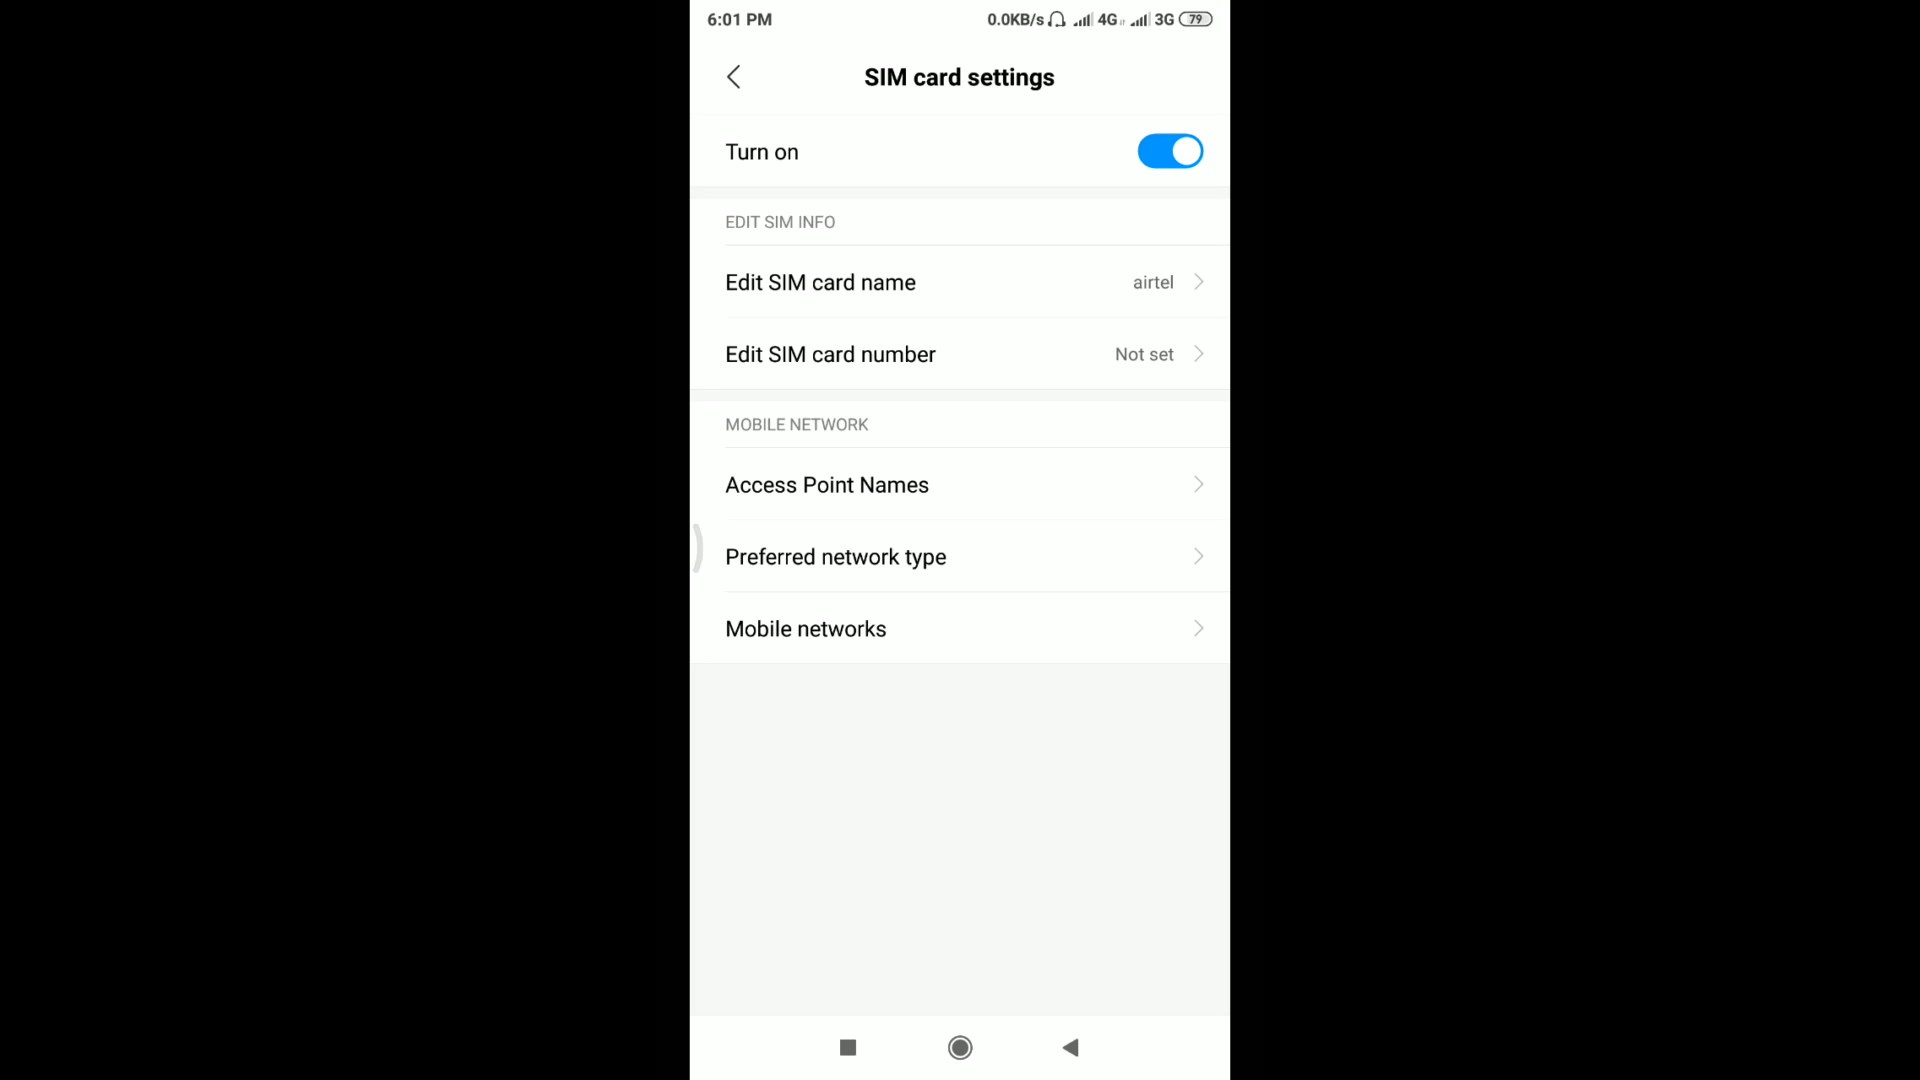 6:01 PM 0.0KB/s 4G 3G 79
SIM card settings
Turn on
EDIT SIM INFO
Edit SIM card name airtel
Edit SIM card number Not set
MOBILE NETWORK
Access Point Names
Preferred network type
Mobile networks